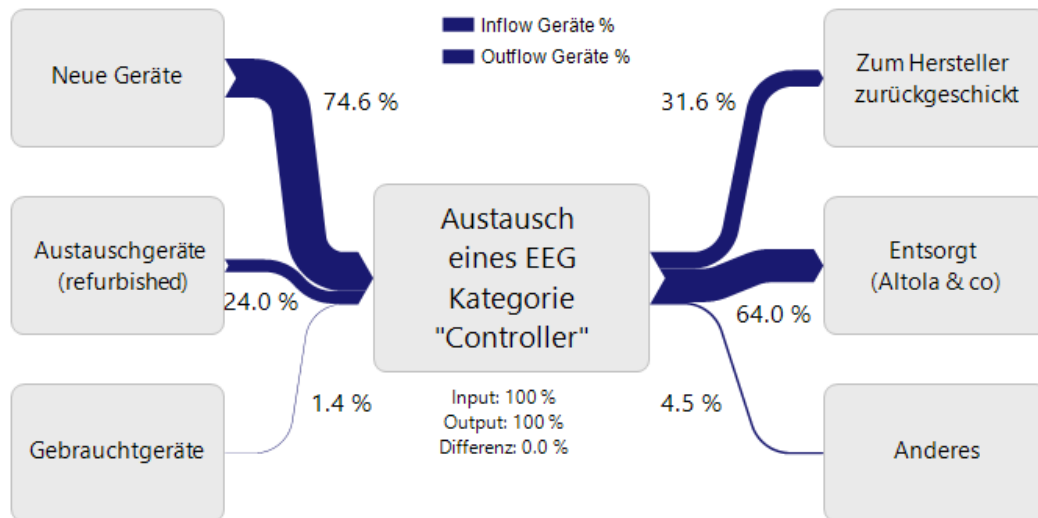 Inflow Geräte %
Outflow Geräte %
Neue Geräte
74.6 %
31.6 %
Zum Hersteller
zurückgeschickt
Austauschgeräte
(refurbished)
24.0 %
Austausch
eines EEG
Kategorie
"Controller"
Entsorgt
(Altola & co)
64.0 %
Gebrauchtgeräte
1.4 %
Input: 100 %
Output: 100 %
Differenz: 0.0 %
4.5 %
Anderes